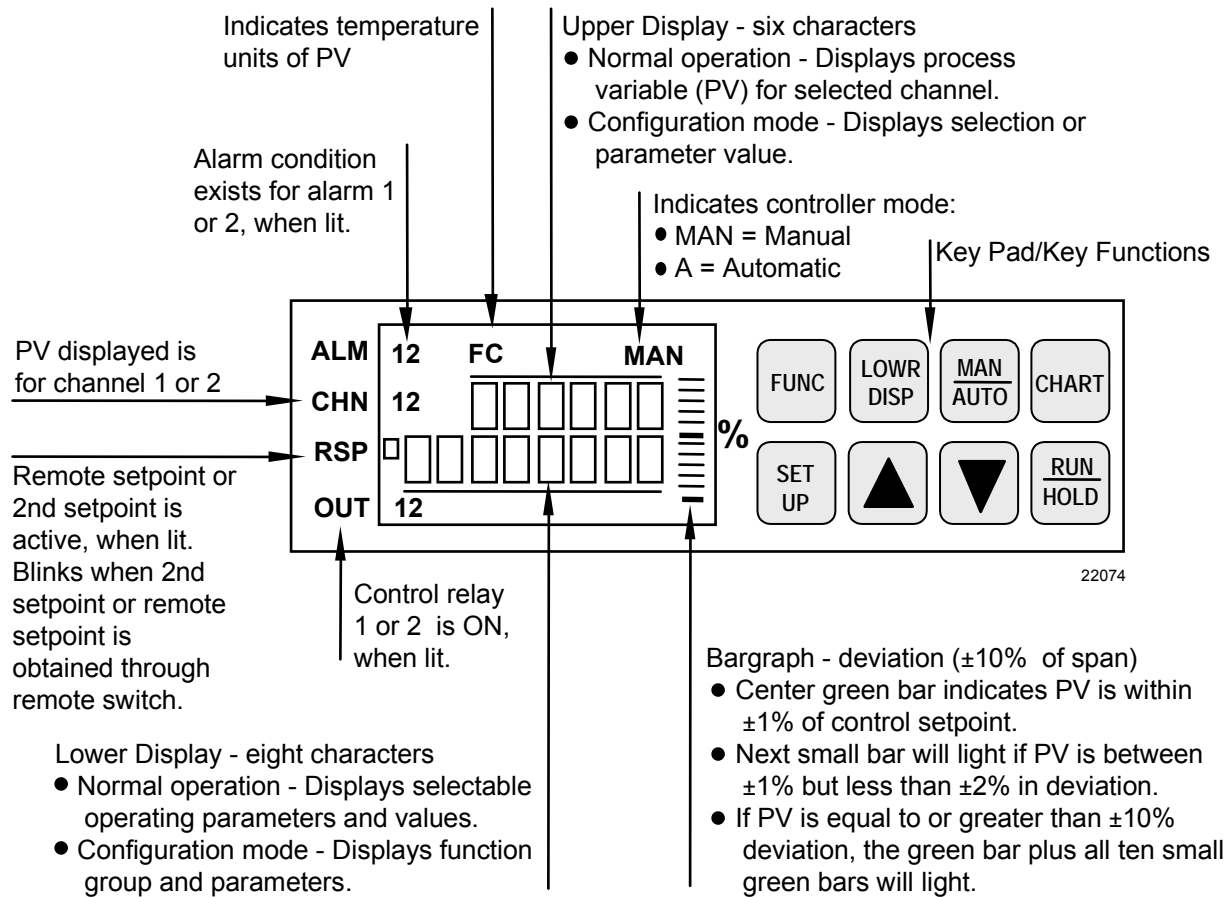 Indicates temperature
units of PV
Upper Display - six characters
● Normal operation - Displays process
variable (PV) for selected channel.
● Configuration mode - Displays selection or
parameter value.
Alarm condition
exists for alarm 1
or 2, when lit.
Indicates controller mode:
● MAN = Manual
● A = Automatic
Key Pad/Key Functions
PV displayed is
for channel 1 or 2
Remote setpoint or
2nd setpoint is
active, when lit.
Blinks when 2nd
setpoint or remote
setpoint is
obtained through
remote switch.
ALM 12 FC MAN
CHN 12
RSP
OUT 12
%
FUNC
LOWR
DISP
MAN
AUTO
CHART
SET
UP
RUN
HOLD
22074
Control relay
1 or 2 is ON,
when lit.
Lower Display - eight characters
● Normal operation - Displays selectable
operating parameters and values.
● Configuration mode - Displays function
group and parameters.
Bargraph - deviation (±10% of span)
● Center green bar indicates PV is within
±1% of control setpoint.
● Next small bar will light if PV is between
±1% but less than ±2% in deviation.
● If PV is equal to or greater than ±10%
deviation, the green bar plus all ten small
green bars will light.